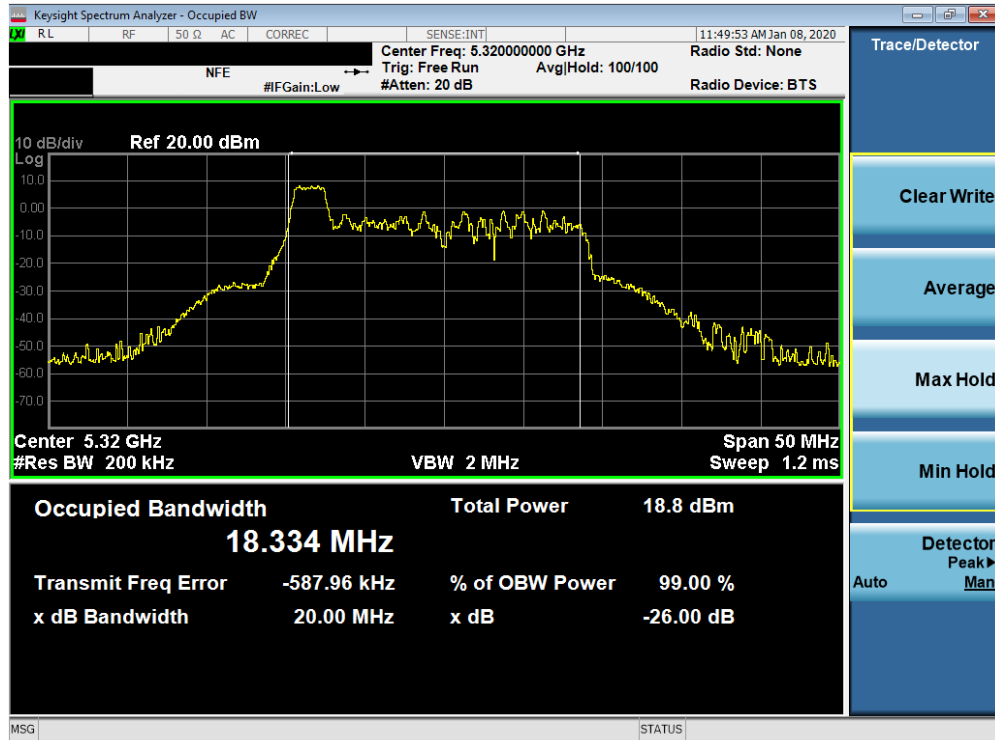 Keysight Spectrum Analyzer - Occupied BW
LXI RL RF 50 Ω AC CORREC SENSE:INT 11:49:53 AM Jan 08, 2020
Center Freq: 5.320000000 GHz Radio Std: None
NFE Trig: Free Run Avg|Hold: 100/100
#IFGain:Low #Atten: 20 dB Radio Device: BTS
10 dB/div Ref 20.00 dBm
Log
10.0
0.00
-10.0
-20.0
-30.0
-40.0
-50.0
-60.0
-70.0
Center 5.32 GHz Span 50 MHz
#Res BW 200 kHz VBW 2 MHz Sweep 1.2 ms
Occupied Bandwidth Total Power 18.8 dBm
18.334 MHz
Transmit Freq Error -587.96 kHz % of OBW Power 99.00 %
x dB Bandwidth 20.00 MHz x dB -26.00 dB
MSG STATUS
Trace/Detector
Clear Write
Average
Max Hold
Min Hold
Detector
Peak▶
Auto Man